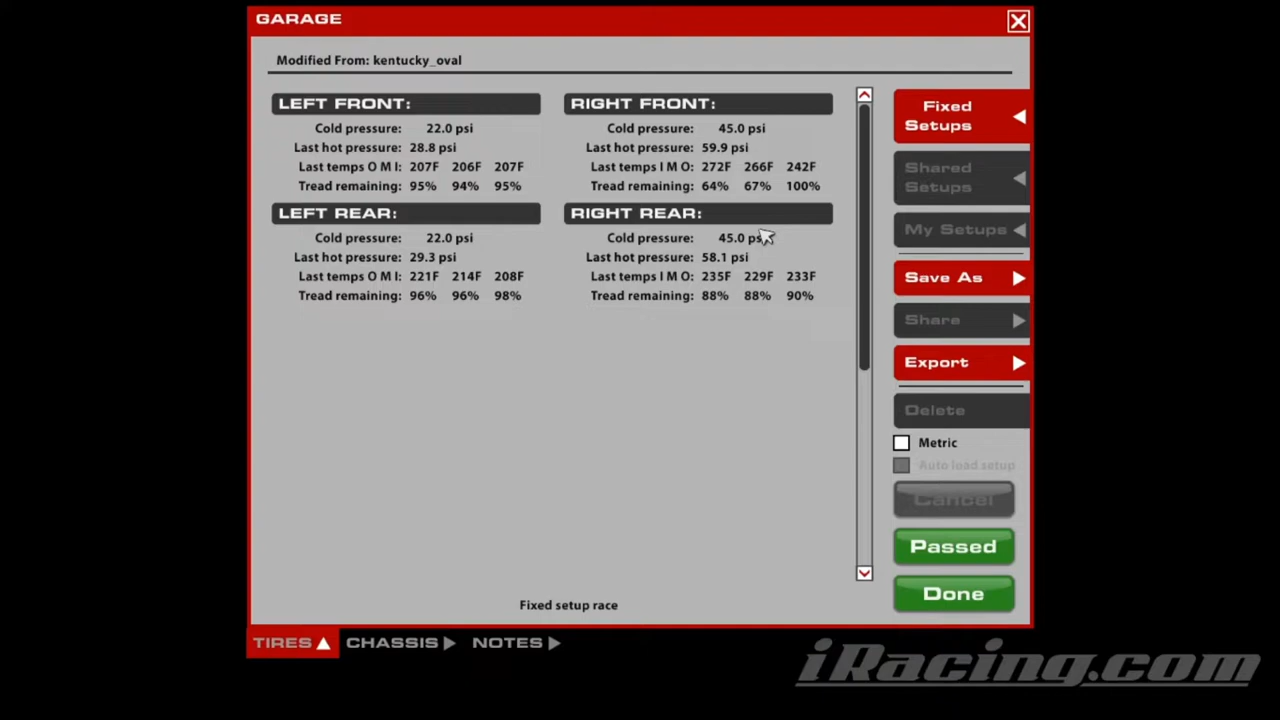 GARAGE
Modified From: kentucky_oval
LEFT FRONT:
Cold pressure: 22.0 psi
Last hot pressure: 28.8 psi
Last temps O M I: 207F 206F 207F
Tread remaining: 95% 94% 95%
RIGHT FRONT:
Cold pressure: 45.0 psi
Last hot pressure: 59.9 psi
Last temps I M O: 272F 266F 242F
Tread remaining: 64% 67% 100%
LEFT REAR:
Cold pressure: 22.0 psi
Last hot pressure: 29.3 psi
Last temps O M I: 221F 214F 208F
Tread remaining: 96% 96% 98%
RIGHT REAR:
Cold pressure: 45.0 psi
Last hot pressure: 58.1 psi
Last temps I M O: 235F 229F 233F
Tread remaining: 88% 88% 90%
Fixed setup race
Fixed
Setups
Shared
Setups
My Setups
Save As
Share
Export
Delete
Metric
Auto load setup
Cancel
Passed
Done
TIRES CHASSIS NOTES
iRacing.com